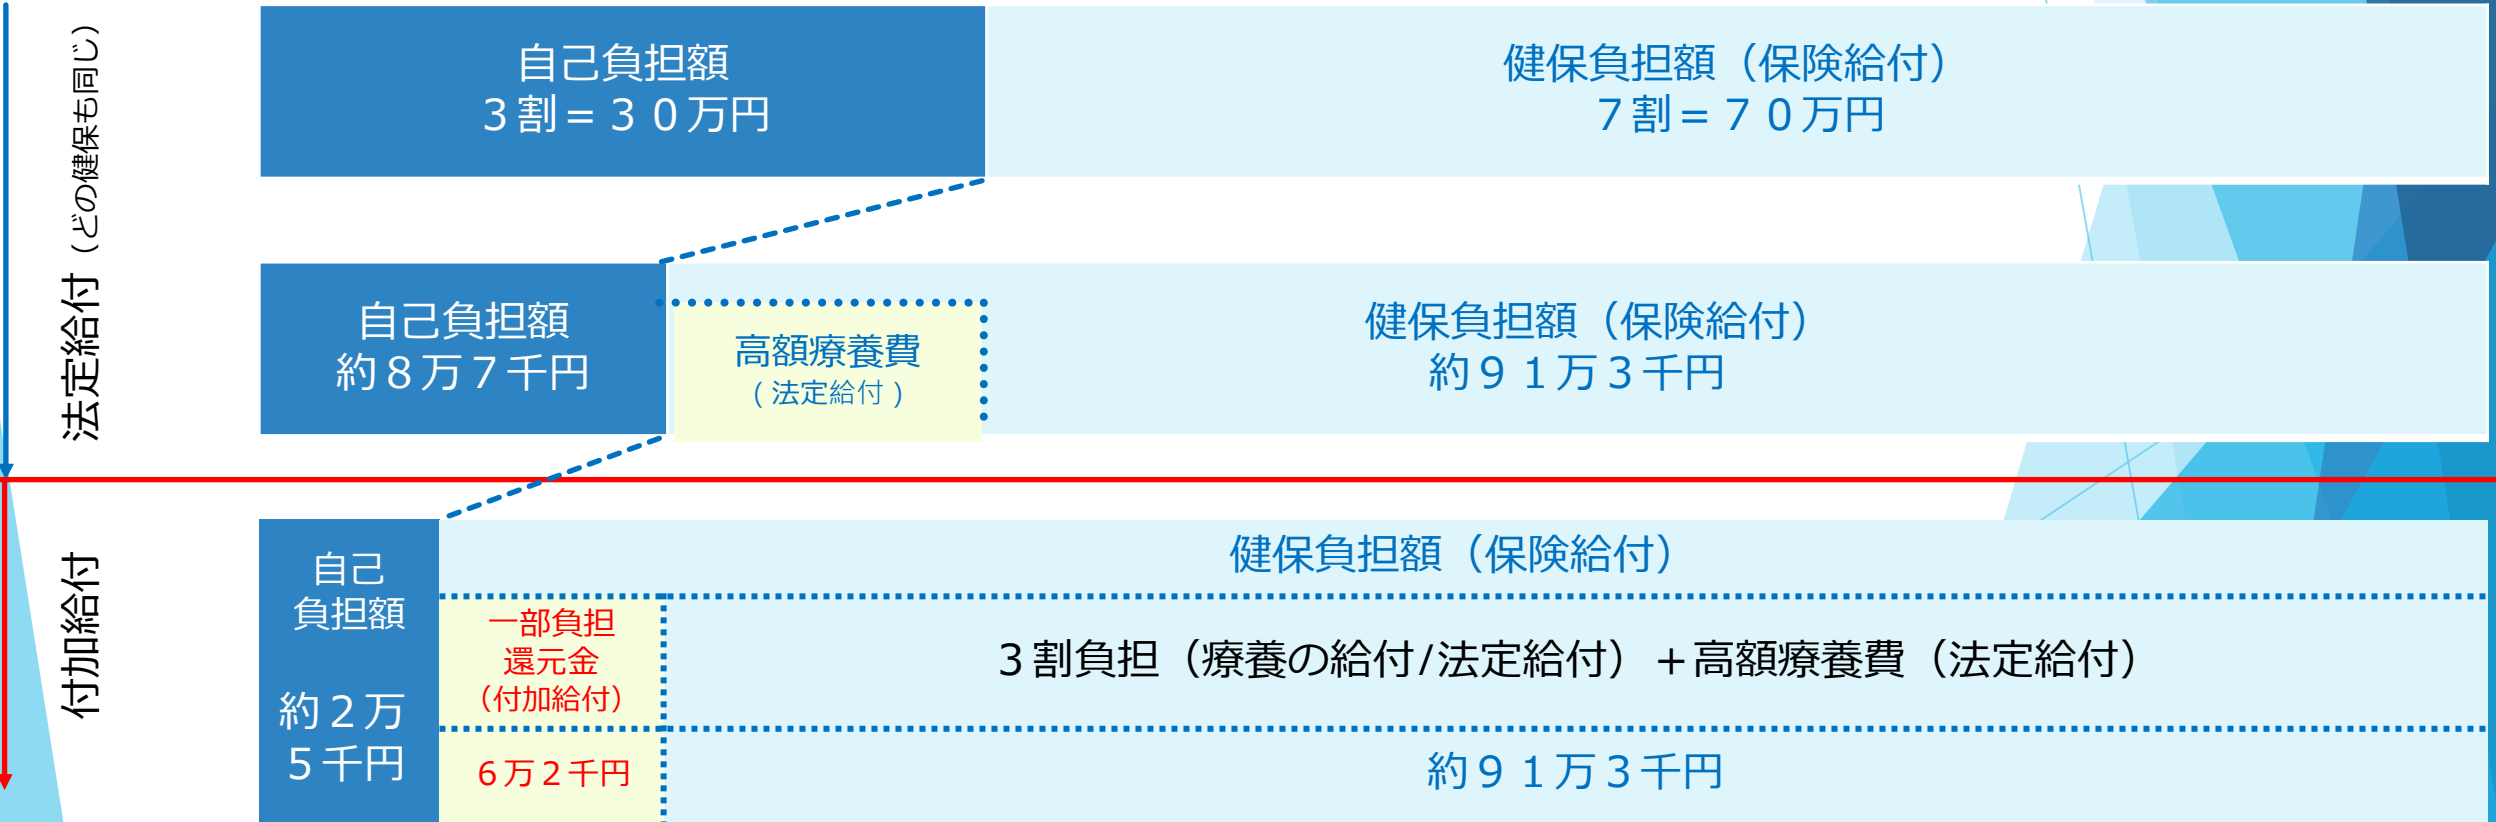 法定給付（どの健保も同じ）
自己負担額
３割＝３０万円
健保負担額（保険給付）
７割＝７０万円
自己負担額
約８万７千円
高額療養費
（法定給付）
健保負担額（保険給付）
約９１万３千円
付加給付
自己
負担額
約２万
５千円
健保負担額（保険給付）
一部負担
還元金
（付加給付）
３割負担（療養の給付/法定給付）＋高額療養費（法定給付）
６万２千円
約９１万３千円